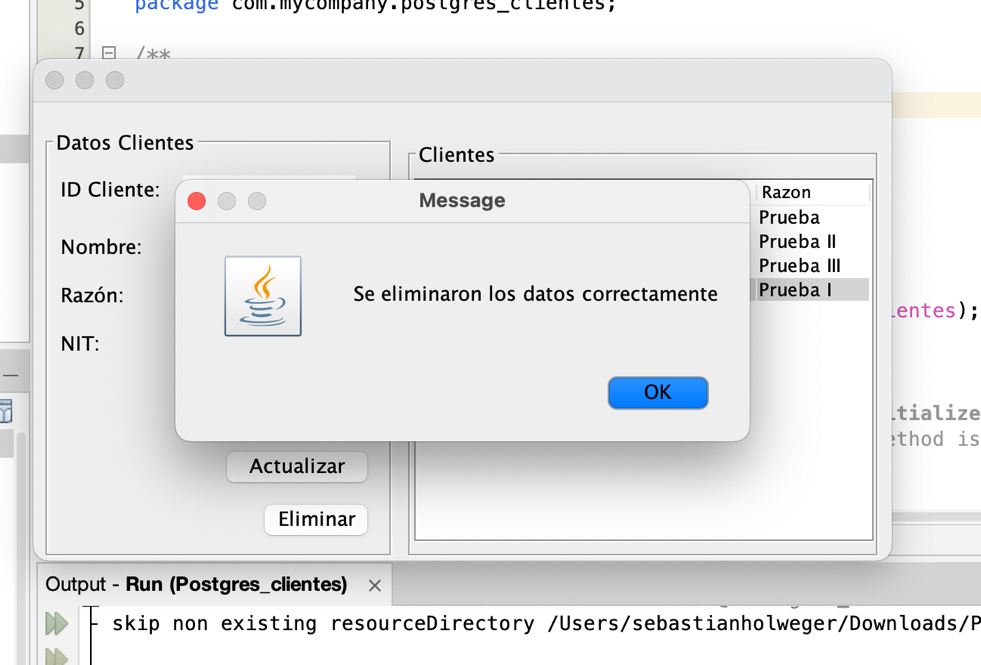 5 package com.mycompany.postgres_clientes;
6
7 /**
Datos Clientes
ID Cliente:
Nombre:
Razón:
NIT:
Actualizar
Eliminar
Clientes
Razon
Prueba
Prueba II
Prueba III
Prueba I
Message
Se eliminaron los datos correctamente
OK
ientes);
itialize
ethod is
Output - Run (Postgres_clientes)
skip non existing resourceDirectory /Users/sebastianholweger/Downloads/P